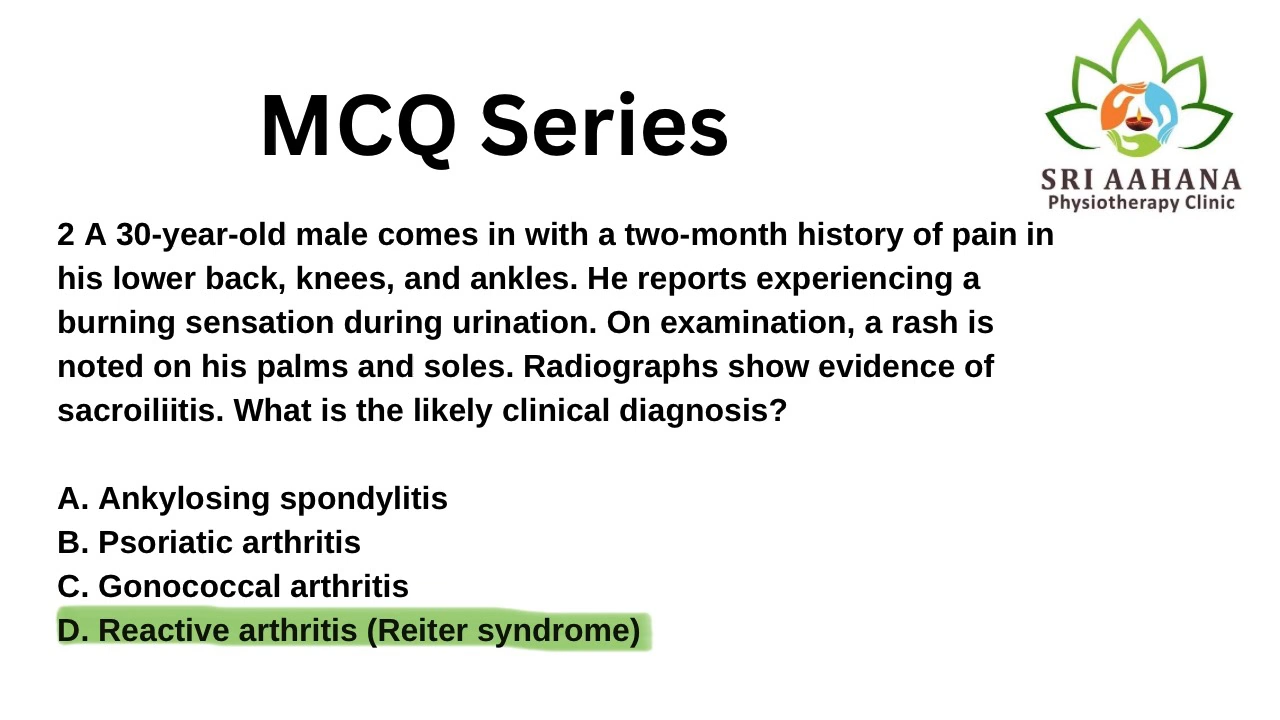 MCQ Series
SRI AAHANA
Physiotherapy Clinic
2 A 30-year-old male comes in with a two-month history of pain in
his lower back, knees, and ankles. He reports experiencing a
burning sensation during urination. On examination, a rash is
noted on his palms and soles. Radiographs show evidence of
sacroiliitis. What is the likely clinical diagnosis?
A. Ankylosing spondylitis
B. Psoriatic arthritis
C. Gonococcal arthritis
D. Reactive arthritis (Reiter syndrome)